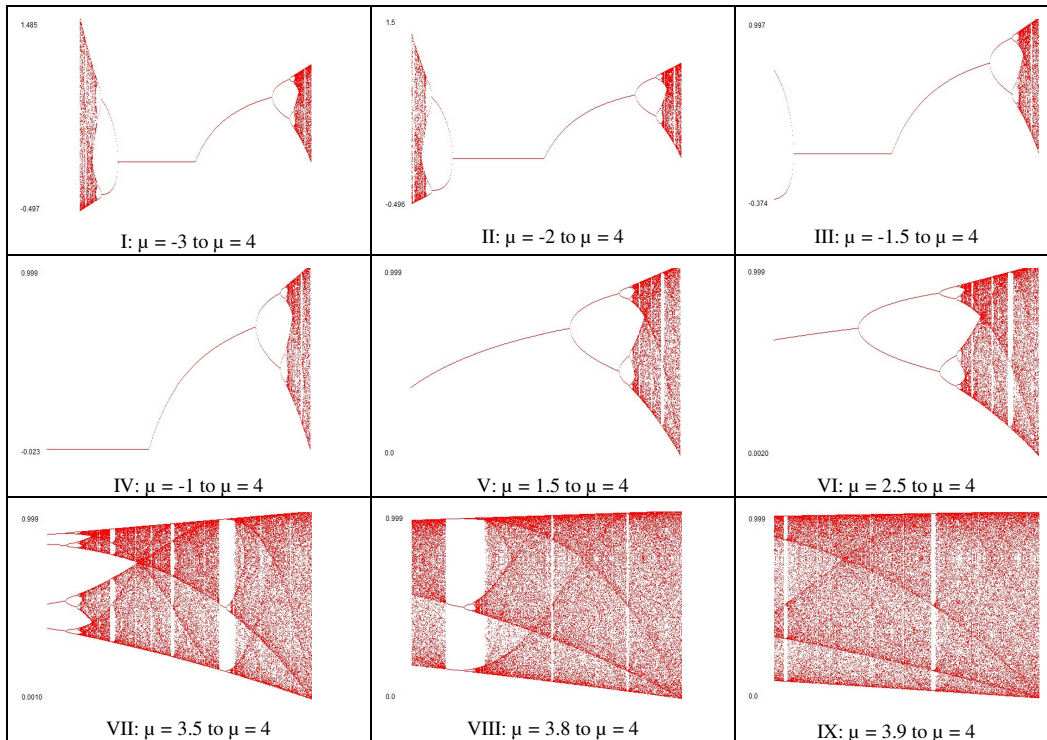 1.485
-0.497
I: μ = -3 to μ = 4
1.5
-0.496
II: μ = -2 to μ = 4
0.997
-0.374
III: μ = -1.5 to μ = 4
0.999
-0.023
IV: μ = -1 to μ = 4
0.999
0.0
V: μ = 1.5 to μ = 4
0.999
0.0020
VI: μ = 2.5 to μ = 4
0.999
0.0010
VII: μ = 3.5 to μ = 4
0.999
0.0
VIII: μ = 3.8 to μ = 4
0.999
0.0
IX: μ = 3.9 to μ = 4